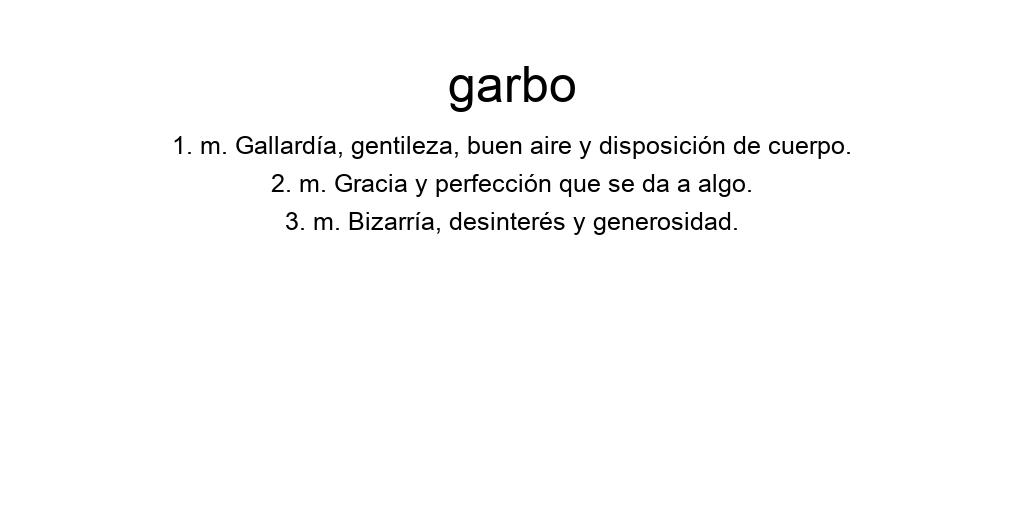 garbo
1. m. Gallardía, gentileza, buen aire y disposición de cuerpo.
2. m. Gracia y perfección que se da a algo.
3. m. Bizarría, desinterés y generosidad.